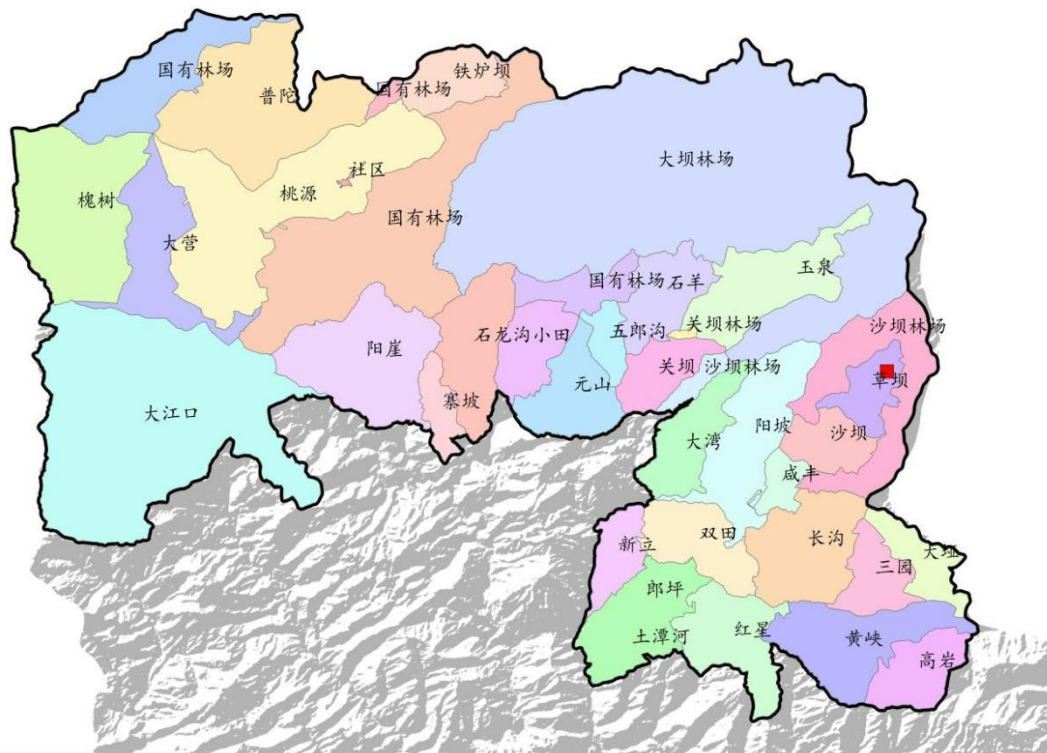 国有林场
普陀
国有林场
铁炉坝
大坝林场
槐树
桃源
社区
大营
国有林场
玉泉
国有林场
石羊
阳崖
石龙沟
小田
五郎沟
关坝林场
沙坝林场
大江口
寨坡
元山
关坝
沙坝林场
草坝
大湾
阳坡
沙坝
咸丰
新立
双田
长沟
大垭
三园
郎坪
土潭河
红星
黄峡
高岩